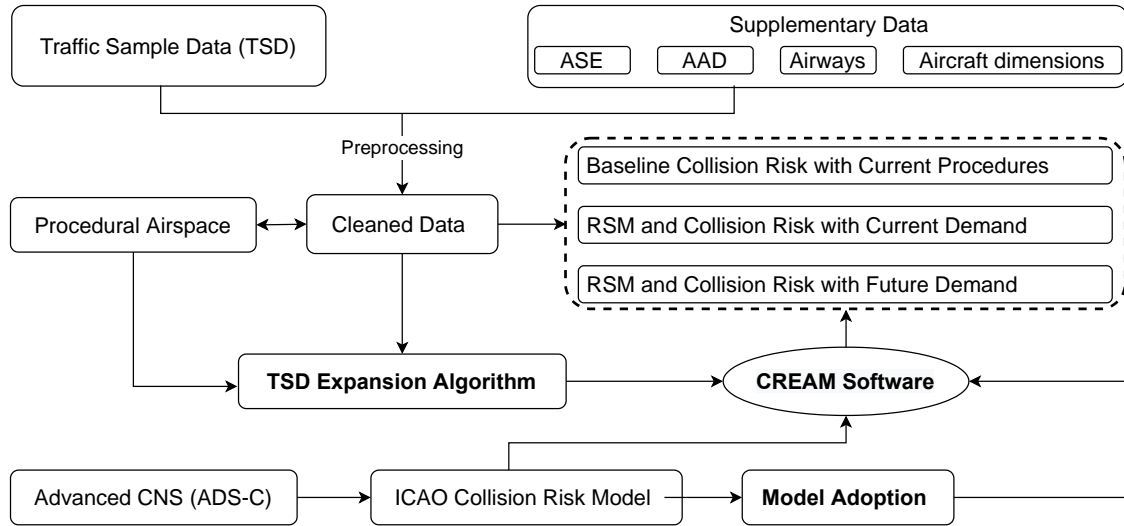 Traffic Sample Data (TSD)
Supplementary Data
ASE
AAD
Airways
Aircraft dimensions
Preprocessing
Baseline Collision Risk with Current Procedures
Procedural Airspace
Cleaned Data
RSM and Collision Risk with Current Demand
RSM and Collision Risk with Future Demand
TSD Expansion Algorithm
CREAM Software
Advanced CNS (ADS-C)
ICAO Collision Risk Model
Model Adoption